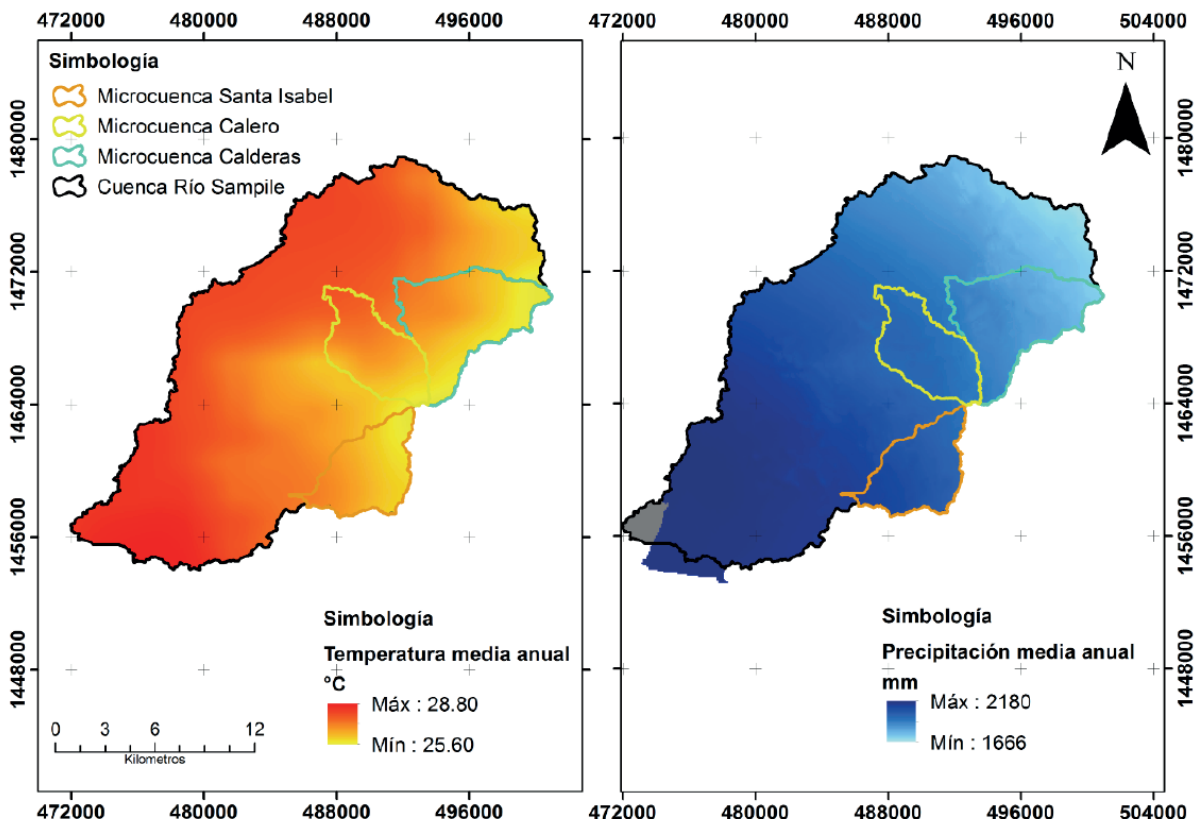 472000 480000 488000 496000
472000 480000 488000 496000 504000
Simbología
Microcuenca Santa Isabel
Microcuenca Calero
Microcuenca Calderas
Cuenca Río Sampile
N
1480000
1472000
1464000
1456000
1448000
1480000
1472000
1464000
1456000
1448000
Simbología
Temperatura media anual
°C
Máx : 28.80
Mín : 25.60
0 3 6 12
Kilometros
Simbología
Precipitación media anual
mm
Máx : 2180
Mín : 1666
472000 480000 488000 496000
472000 480000 488000 496000 504000